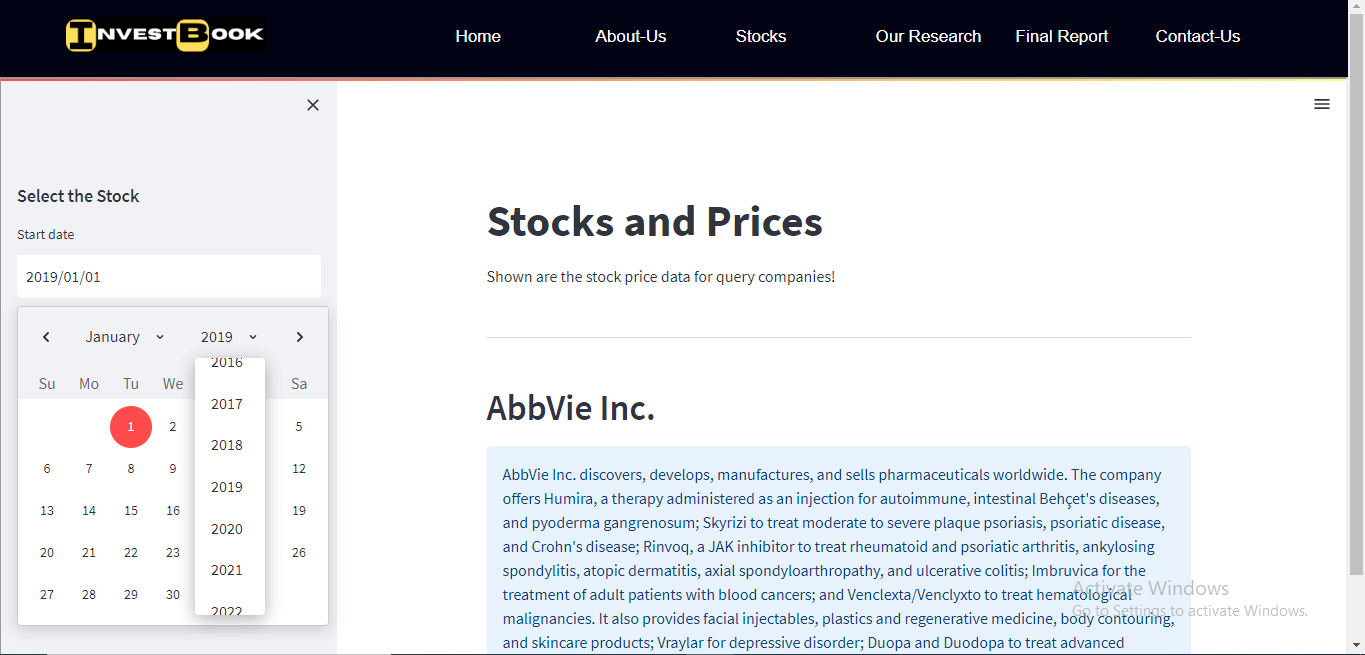 INVESTBOOK
Home About-Us Stocks Our Research Final Report Contact-Us
Select the Stock
Start date
2019/01/01
January 2019
Su Mo Tu We Sa
1 2 5
6 7 8 9 12
13 14 15 16 19
20 21 22 23 26
27 28 29 30
2016
2017
2018
2019
2020
2021
2022
Stocks and Prices
Shown are the stock price data for query companies!
AbbVie Inc.
AbbVie Inc. discovers, develops, manufactures, and sells pharmaceuticals worldwide. The company
offers Humira, a therapy administered as an injection for autoimmune, intestinal Behçet's diseases,
and pyoderma gangrenosum; Skyrizi to treat moderate to severe plaque psoriasis, psoriatic disease,
and Crohn's disease; Rinvoq, a JAK inhibitor to treat rheumatoid and psoriatic arthritis, ankylosing
spondylitis, atopic dermatitis, axial spondyloarthropathy, and ulcerative colitis; Imbruvica for the
treatment of adult patients with blood cancers; and Venclexta/Venclyxto to treat hematological
malignancies. It also provides facial injectables, plastics and regenerative medicine, body contouring,
and skincare products; Vraylar for depressive disorder; Duopa and Duodopa to treat advanced
Activate Windows
Go to Settings to activate Windows.